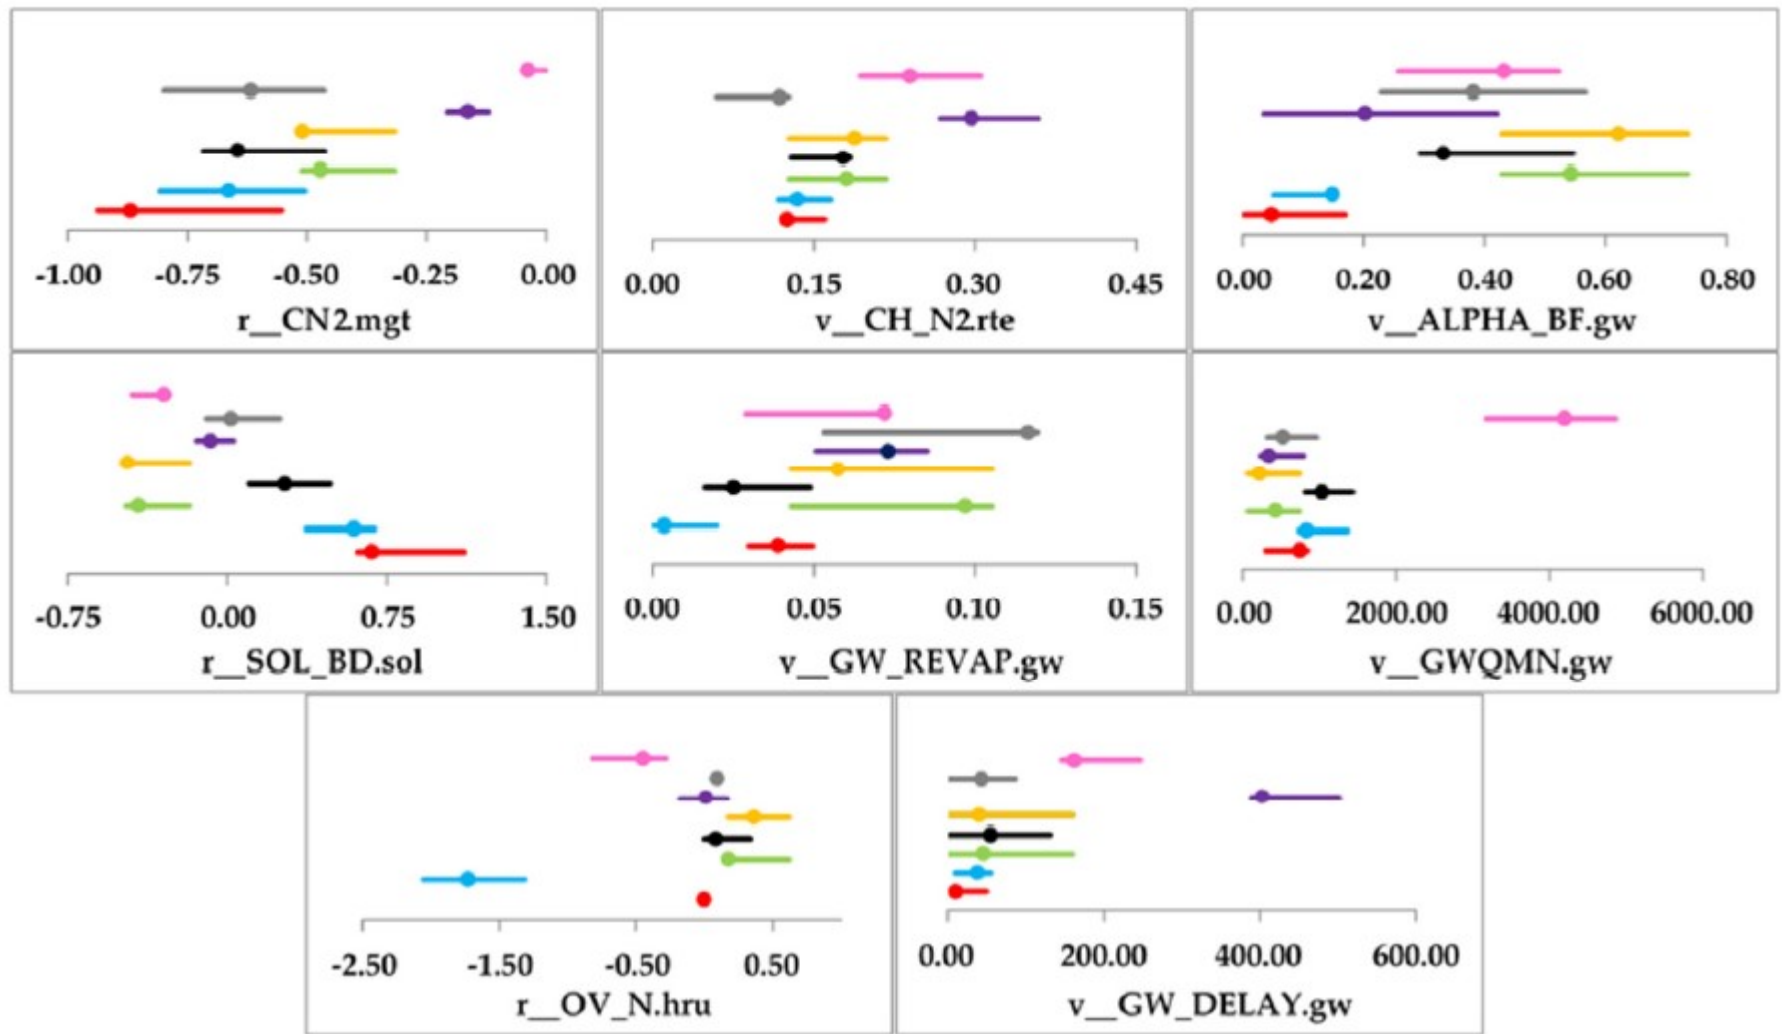 -1.00 -0.75 -0.50 -0.25 0.00
r__CN2.mgt
0.00 0.15 0.30 0.45
v__CH_N2.rte
0.00 0.20 0.40 0.60 0.80
v__ALPHA_BF.gw
-0.75 0.00 0.75 1.50
r__SOL_BD.sol
0.00 0.05 0.10 0.15
v__GW_REVAP.gw
0.00 2000.00 4000.00 6000.00
v__GWQMN.gw
-2.50 -1.50 -0.50 0.50
r__OV_N.hru
0.00 200.00 400.00 600.00
v__GW_DELAY.gw